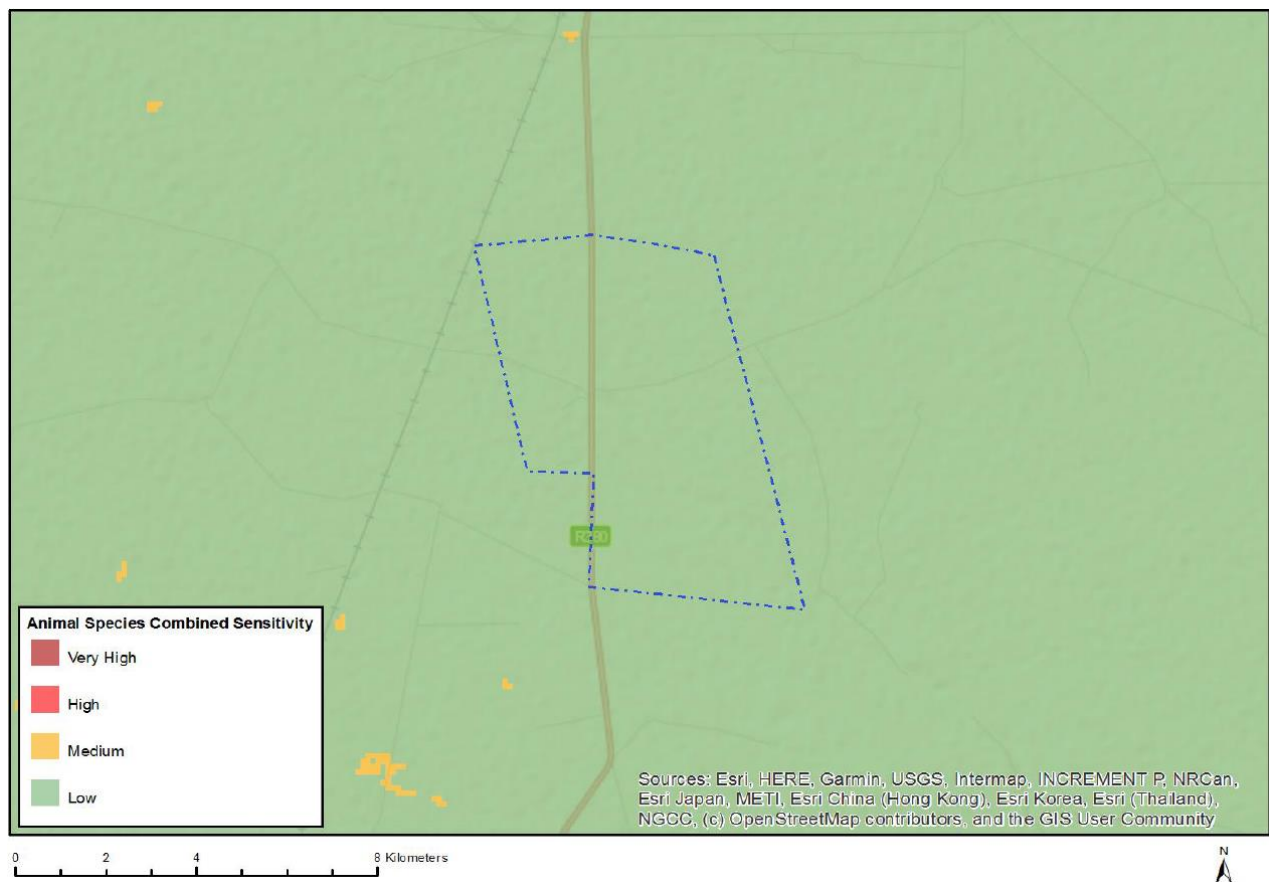 R380
Animal Species Combined Sensitivity
Very High
High
Medium
Low
Sources: Esri, HERE, Garmin, USGS, Intermap, INCREMENT P, NRCan,
Esri Japan, METI, Esri China (Hong Kong), Esri Korea, Esri (Thailand),
NGCC, (c) OpenStreetMap contributors, and the GIS User Community
0 2 4 8 Kilometers
N